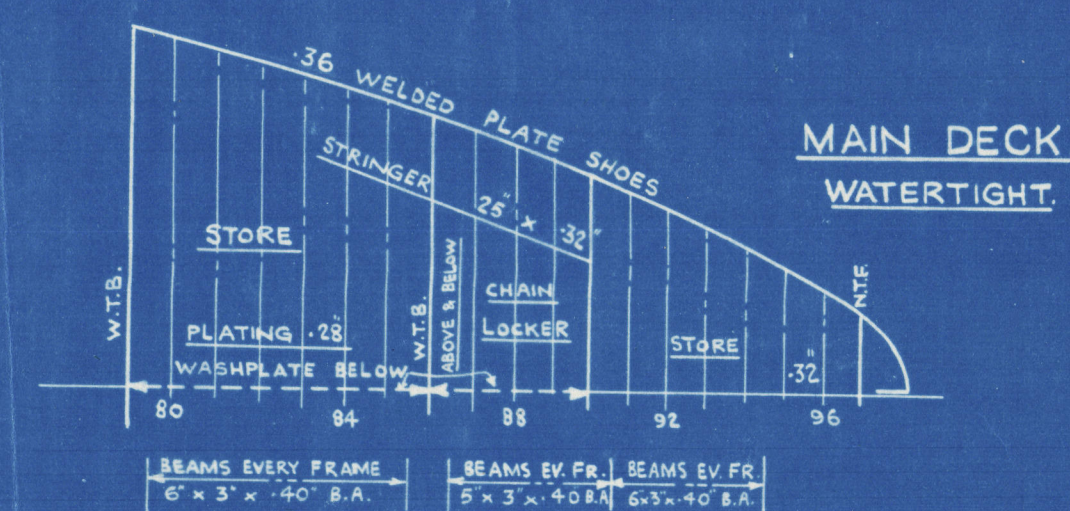 .36 WELDED PLATE SHOES
MAIN DECK
WATERTIGHT.
STRINGER 25" x .32"
STORE
W.T.B.
PLATING .28"
WASHPLATE BELOW
W.T.B.
ABOVE & BELOW
CHAIN
LOCKER
STORE
.32"
N.T.F.
80 84 88 92 96
BEAMS EVERY FRAME
6" x 3" x .40" B.A.
BEAMS EV. FR.
5" x 3" x .40 B.A
BEAMS EV. FR.
6x3"x.40" B.A.